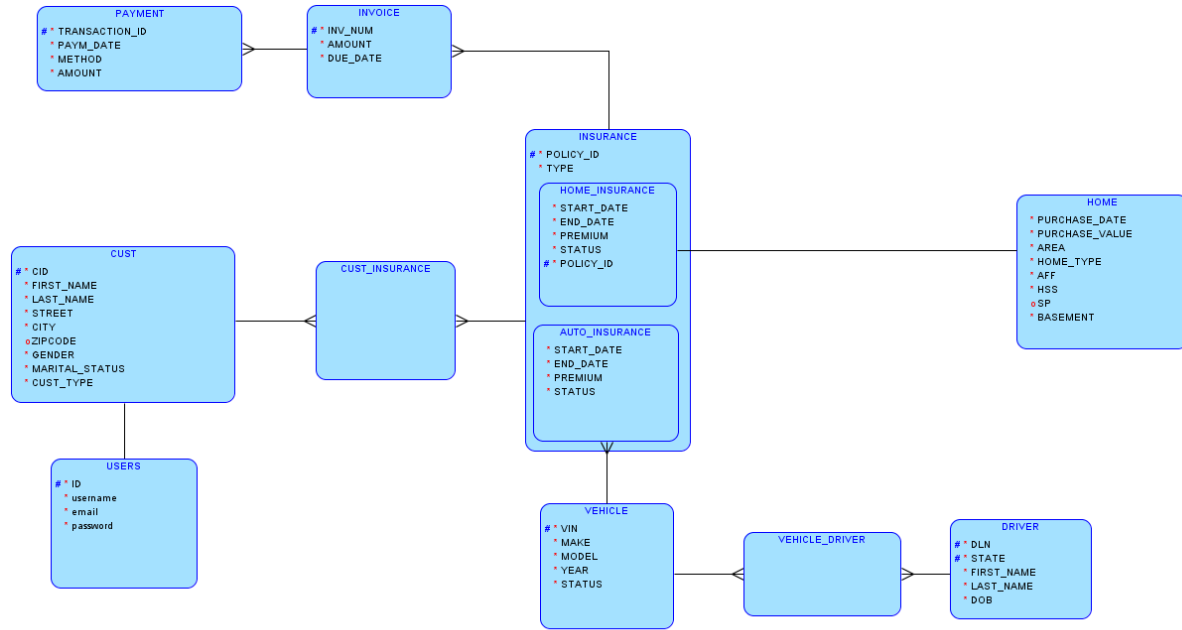 PAYMENT
# * TRANSACTION_ID
* PAYM_DATE
* METHOD
* AMOUNT
INVOICE
# * INV_NUM
* AMOUNT
* DUE_DATE
INSURANCE
# * POLICY_ID
* TYPE
HOME_INSURANCE
* START_DATE
* END_DATE
* PREMIUM
* STATUS
# * POLICY_ID
AUTO_INSURANCE
* START_DATE
* END_DATE
* PREMIUM
* STATUS
HOME
* PURCHASE_DATE
* PURCHASE_VALUE
* AREA
* HOME_TYPE
* AFF
* HSS
o SP
* BASEMENT
CUST
# * CID
* FIRST_NAME
* LAST_NAME
* STREET
* CITY
o ZIPCODE
* GENDER
* MARITAL_STATUS
* CUST_TYPE
CUST_INSURANCE
USERS
# * ID
* username
* email
* password
VEHICLE
# * VIN
* MAKE
* MODEL
* YEAR
* STATUS
VEHICLE_DRIVER
DRIVER
# * DLN
# * STATE
* FIRST_NAME
* LAST_NAME
* DOB